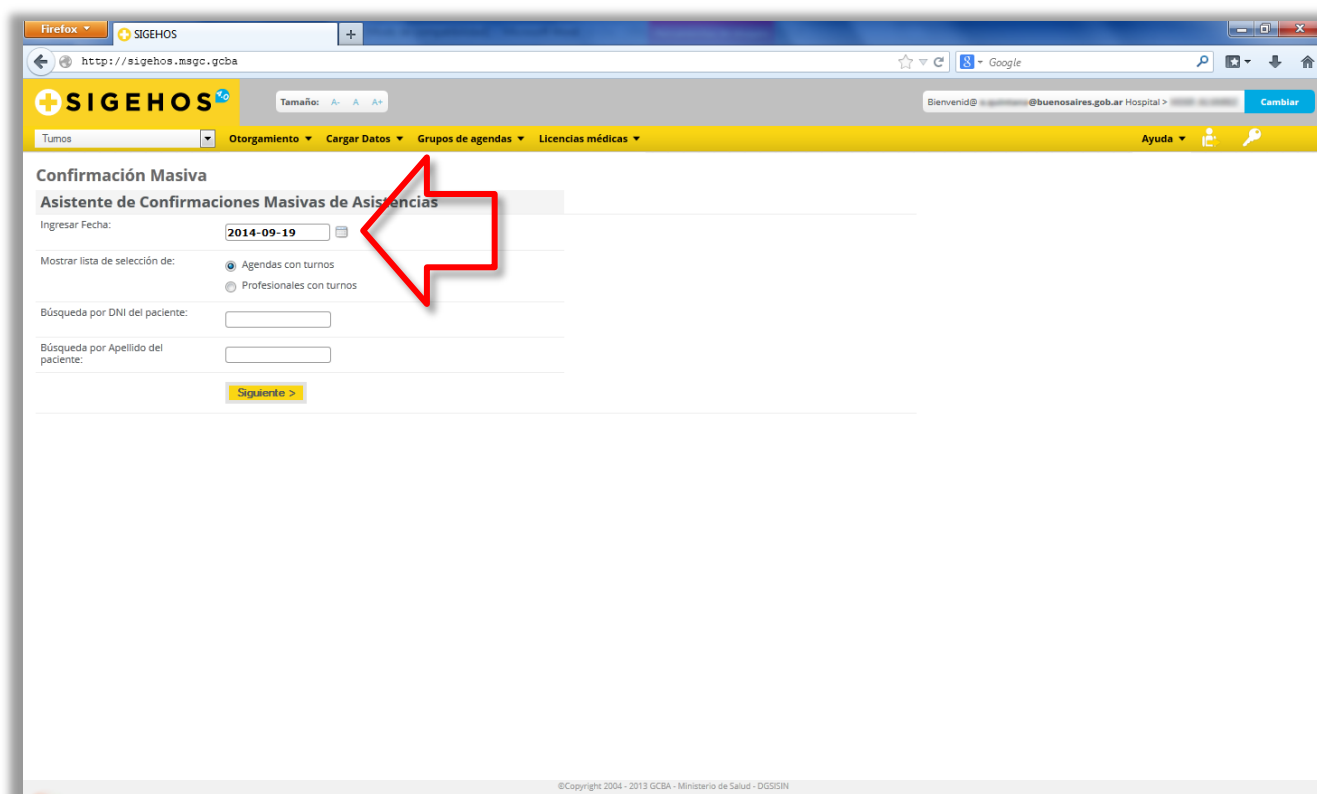 Firefox
SIGEHOS
+
http://sigehos.msgc.gcba
8 Google
SIGEHOS
Tamaño: A- A A+
Bienvenid@ @buenosaires.gob.ar Hospital >
Cambiar
Turnos
Otorgamiento Cargar Datos Grupos de agendas Licencias médicas
Ayuda
Confirmación Masiva
Asistente de Confirmaciones Masivas de Asistencias
Ingresar Fecha:
2014-09-19
Mostrar lista de selección de:
Agendas con turnos
Profesionales con turnos
Búsqueda por DNI del paciente:
Búsqueda por Apellido del
paciente:
Siguiente >
©Copyright 2004 - 2013 GCBA - Ministerio de Salud - DGSISIN